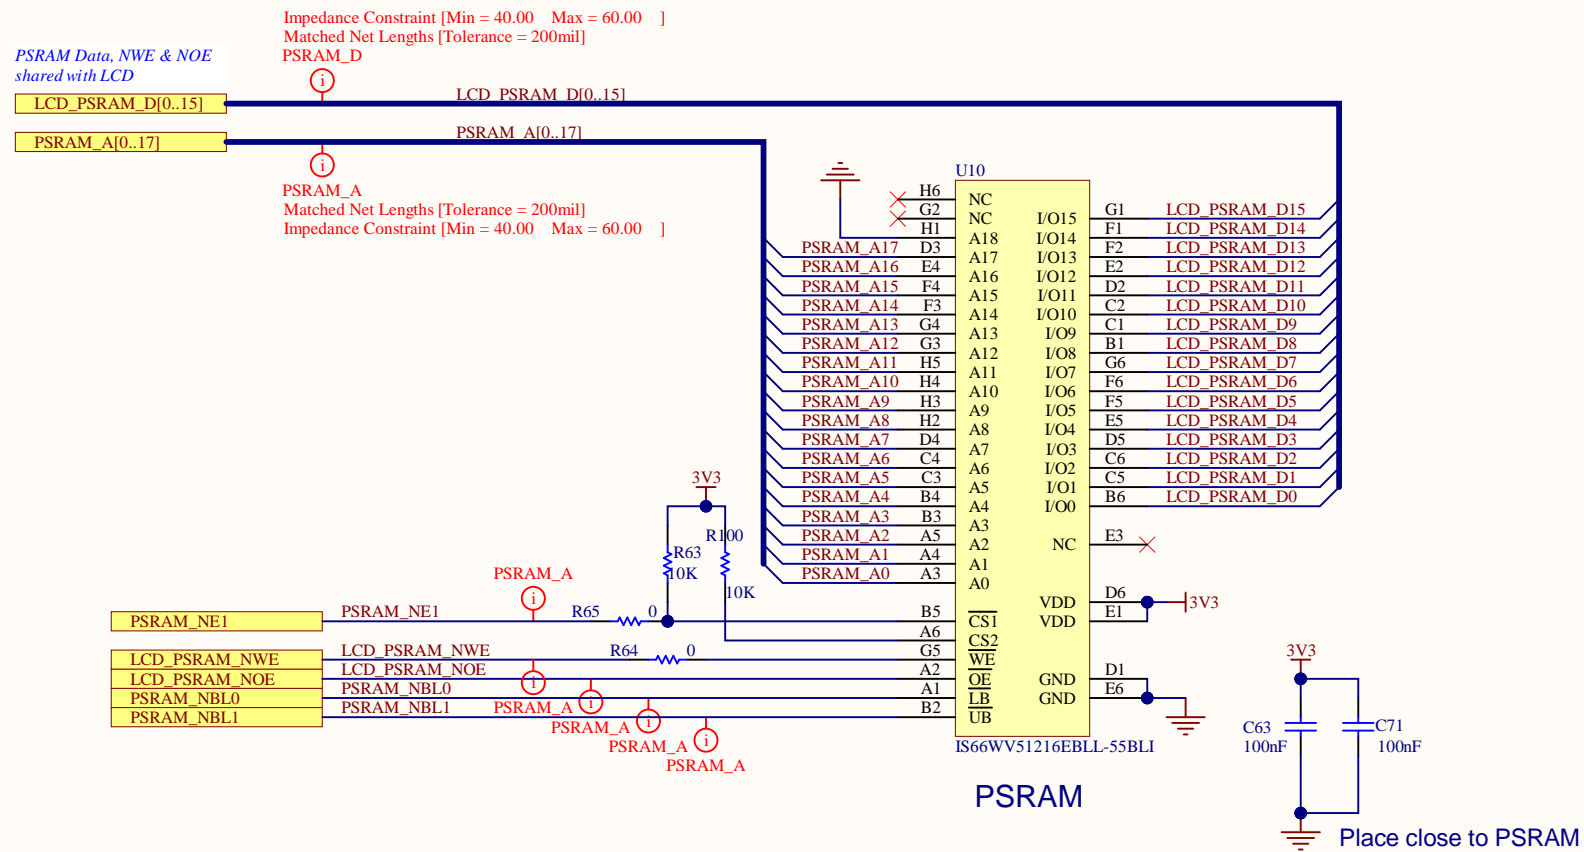 Impedance Constraint [Min = 40.00    Max = 60.00    ]
Matched Net Lengths [Tolerance = 200mil]
PSRAM_D
i
PSRAM Data, NWE & NOE
shared with LCD
LCD_PSRAM_D[0..15]
LCD_PSRAM_D[0..15]
PSRAM_A[0..17]
PSRAM_A[0..17]
i
PSRAM_A
Matched Net Lengths [Tolerance = 200mil]
Impedance Constraint [Min = 40.00    Max = 60.00    ]
U10
H6 NC
G2 NC I/O15 G1 LCD_PSRAM_D15
H1 A18 I/O14 F1 LCD_PSRAM_D14
PSRAM_A17 D3 A17 I/O13 F2 LCD_PSRAM_D13
PSRAM_A16 E4 A16 I/O12 E2 LCD_PSRAM_D12
PSRAM_A15 F4 A15 I/O11 D2 LCD_PSRAM_D11
PSRAM_A14 F3 A14 I/O10 C2 LCD_PSRAM_D10
PSRAM_A13 G4 A13 I/O9 C1 LCD_PSRAM_D9
PSRAM_A12 G3 A12 I/O8 B1 LCD_PSRAM_D8
PSRAM_A11 H5 A11 I/O7 G6 LCD_PSRAM_D7
PSRAM_A10 H4 A10 I/O6 F6 LCD_PSRAM_D6
PSRAM_A9 H3 A9 I/O5 F5 LCD_PSRAM_D5
PSRAM_A8 H2 A8 I/O4 E5 LCD_PSRAM_D4
PSRAM_A7 D4 A7 I/O3 D5 LCD_PSRAM_D3
PSRAM_A6 C4 A6 I/O2 C6 LCD_PSRAM_D2
PSRAM_A5 C3 A5 I/O1 C5 LCD_PSRAM_D1
PSRAM_A4 B4 A4 I/O0 B6 LCD_PSRAM_D0
PSRAM_A3 B3 A3
PSRAM_A2 A5 A2 NC E3
PSRAM_A1 A4 A1
PSRAM_A0 A3 A0
3V3
R63
10K
R100
10K
PSRAM_A
i
PSRAM_NE1 PSRAM_NE1 R65 0 B5 CS1
A6 CS2
LCD_PSRAM_NWE LCD_PSRAM_NWE R64 0 G5 WE
LCD_PSRAM_NOE LCD_PSRAM_NOE A2 OE
PSRAM_NBL0 PSRAM_NBL0 A1 LB
PSRAM_NBL1 PSRAM_NBL1 B2 UB
i
PSRAM_A
i
PSRAM_A
i
PSRAM_A
i
PSRAM_A
VDD D6 3V3
VDD E1
GND D1
GND E6
IS66WV51216EBLL-55BLI
PSRAM
3V3
C63
100nF
C71
100nF
Place close to PSRAM